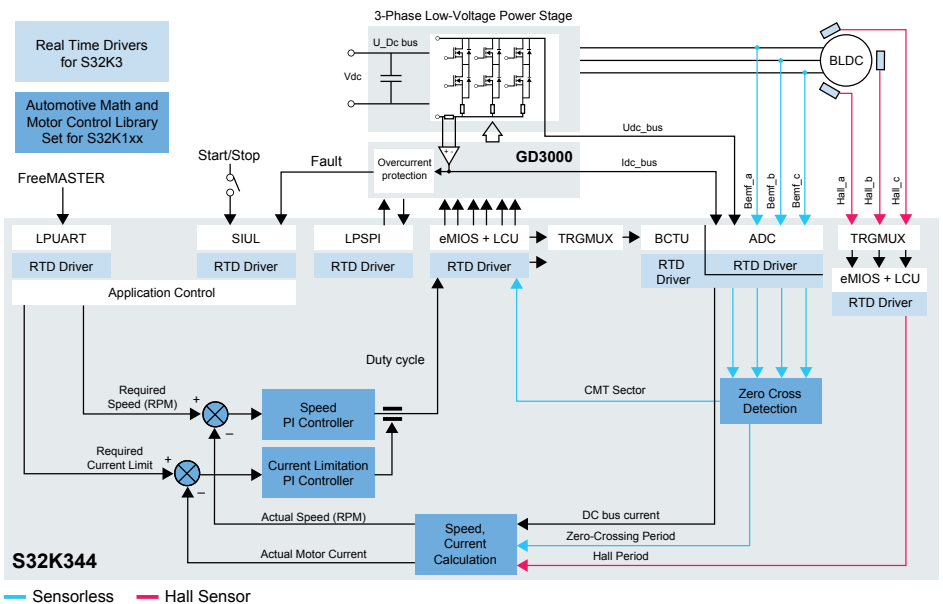 3-Phase Low-Voltage Power Stage
Real Time Drivers
for S32K3
Automotive Math and
Motor Control Library
Set for S32K1xx
U_Dc bus
Vdc
BLDC
Udc_bus
Idc_bus
GD3000
Overcurrent
protection
+ -
Start/Stop
Fault
FreeMASTER
Bemf_a
Bemf_b
Bemf_c
Hall_a
Hall_b
Hall_c
LPUART
SIUL
LPSPI
eMIOS + LCU
TRGMUX
BCTU
ADC
TRGMUX
RTD Driver
RTD Driver
RTD Driver
RTD Driver
RTD
Driver
RTD Driver
eMIOS + LCU
RTD Driver
Application Control
Duty cycle
CMT Sector
Required
Speed (RPM)
+
−
Speed
PI Controller
Zero Cross
Detection
Required
Current Limit
+
−
Current Limitation
PI Controller
Actual Speed (RPM)
Actual Motor Current
Speed,
Current
Calculation
DC bus current
Zero-Crossing Period
Hall Period
S32K344
Sensorless
Hall Sensor